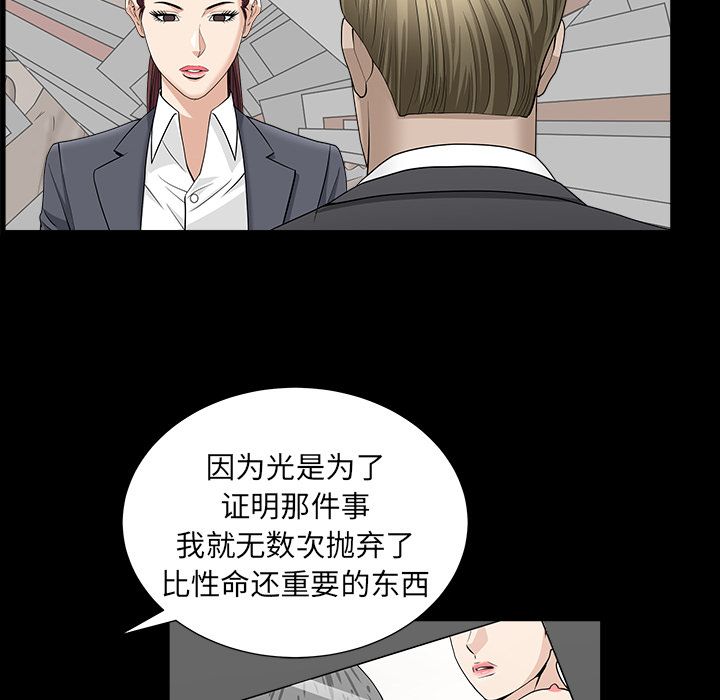 因为光是为了
证明那件事
我就无数次抛弃了
比性命还重要的东西